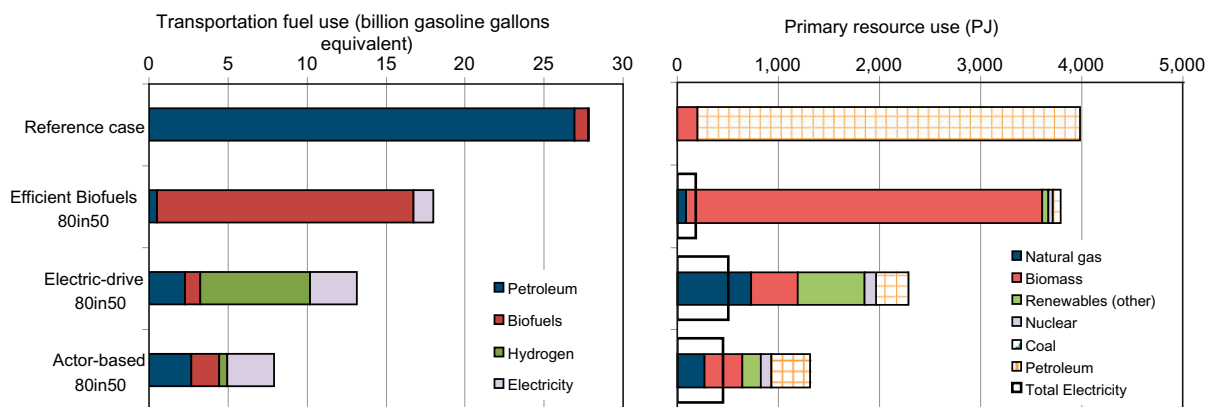 Transportation fuel use (billion gasoline gallons
equivalent)
0 5 10 15 20 25 30
Reference case
Efficient Biofuels
80in50
Electric-drive
80in50
Actor-based
80in50
Petroleum
Biofuels
Hydrogen
Electricity
Primary resource use (PJ)
0 1,000 2,000 3,000 4,000 5,000
Natural gas
Biomass
Renewables (other)
Nuclear
Coal
Petroleum
Total Electricity